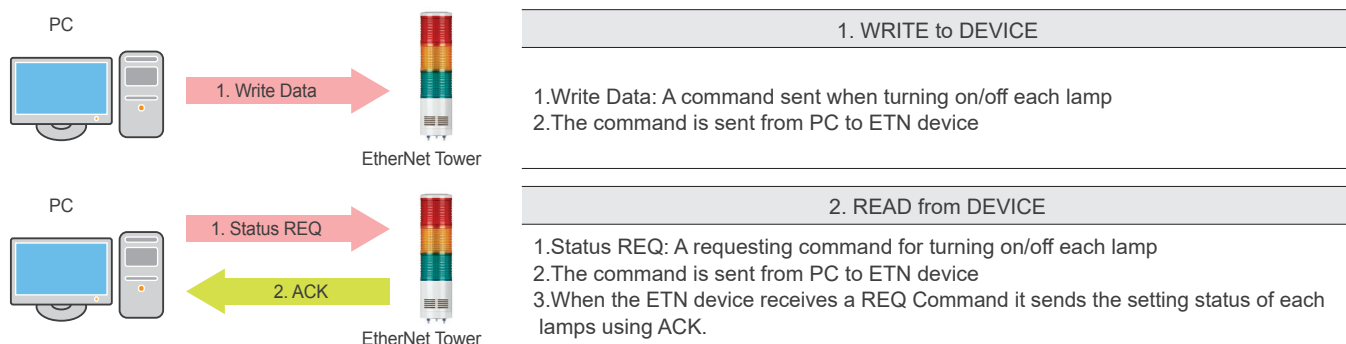 PC
1. Write Data
EtherNet Tower
1. WRITE to DEVICE
1.Write Data: A command sent when turning on/off each lamp
2.The command is sent from PC to ETN device
PC
1. Status REQ
2. ACK
EtherNet Tower
2. READ from DEVICE
1.Status REQ: A requesting command for turning on/off each lamp
2.The command is sent from PC to ETN device
3.When the ETN device receives a REQ Command it sends the setting status of each
lamps using ACK.